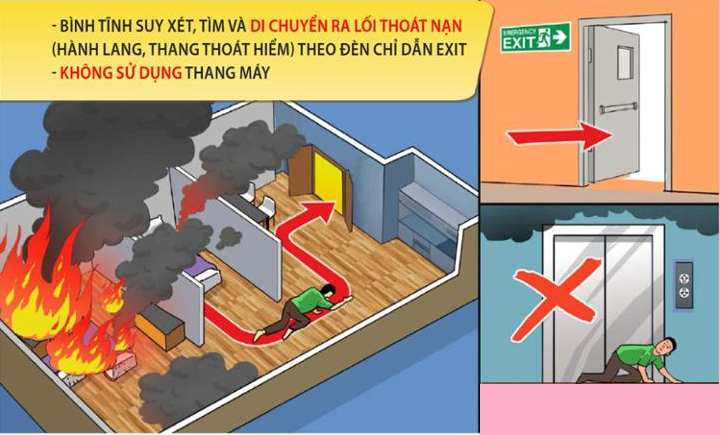 - BÌNH TĨNH SUY XÉT, TÌM VÀ DI CHUYỂN RA LỐI THOÁT NẠN
(HÀNH LANG, THANG THOÁT HIỂM) THEO ĐÈN CHỈ DẪN EXIT
- KHÔNG SỬ DỤNG THANG MÁY
EMERGENCY
EXIT